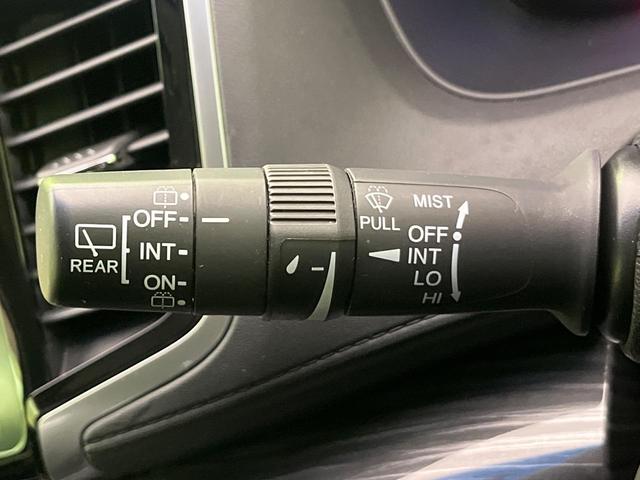 REAR
OFF
INT
ON
PULL
MIST
OFF
INT
LO
HI